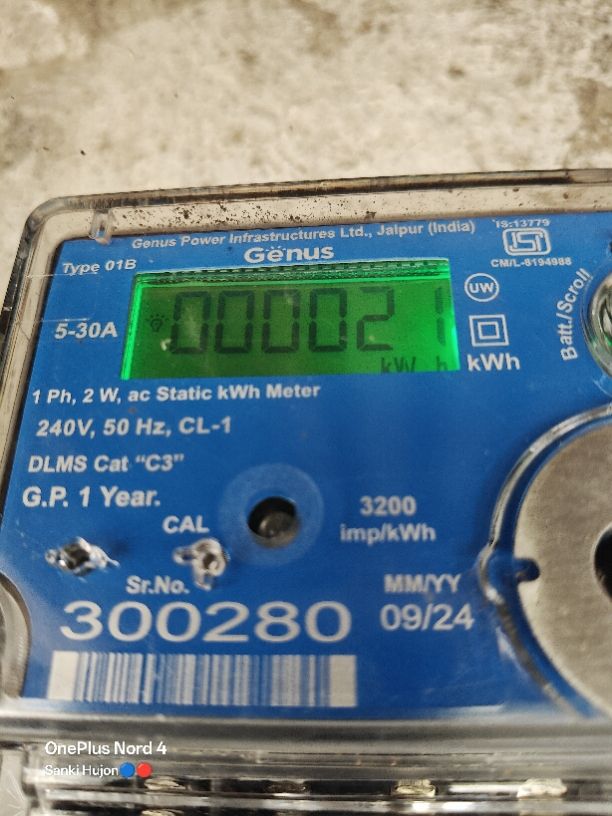 Genus Power Infrastructures Ltd., Jaipur (India)
IS:13779
Type 01B
Genus
CM/L-8194988
5-30A
000021
kW h
UW
kWh
Batt./Scroll
1 Ph, 2 W, ac Static kWh Meter
240V, 50 Hz, CL-1
DLMS Cat "C3"
G.P. 1 Year.
CAL
3200
imp/kWh
Sr.No.
300280
MM/YY
09/24
OnePlus Nord 4
Sanki Hujon